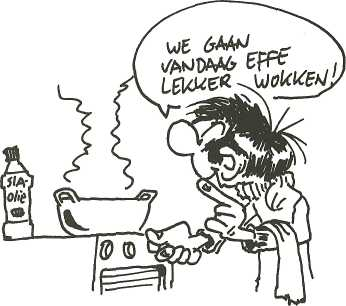 WE GAAN
VANDAAG EFFE
LEKKER WOKKEN!
SLA-
OLIE